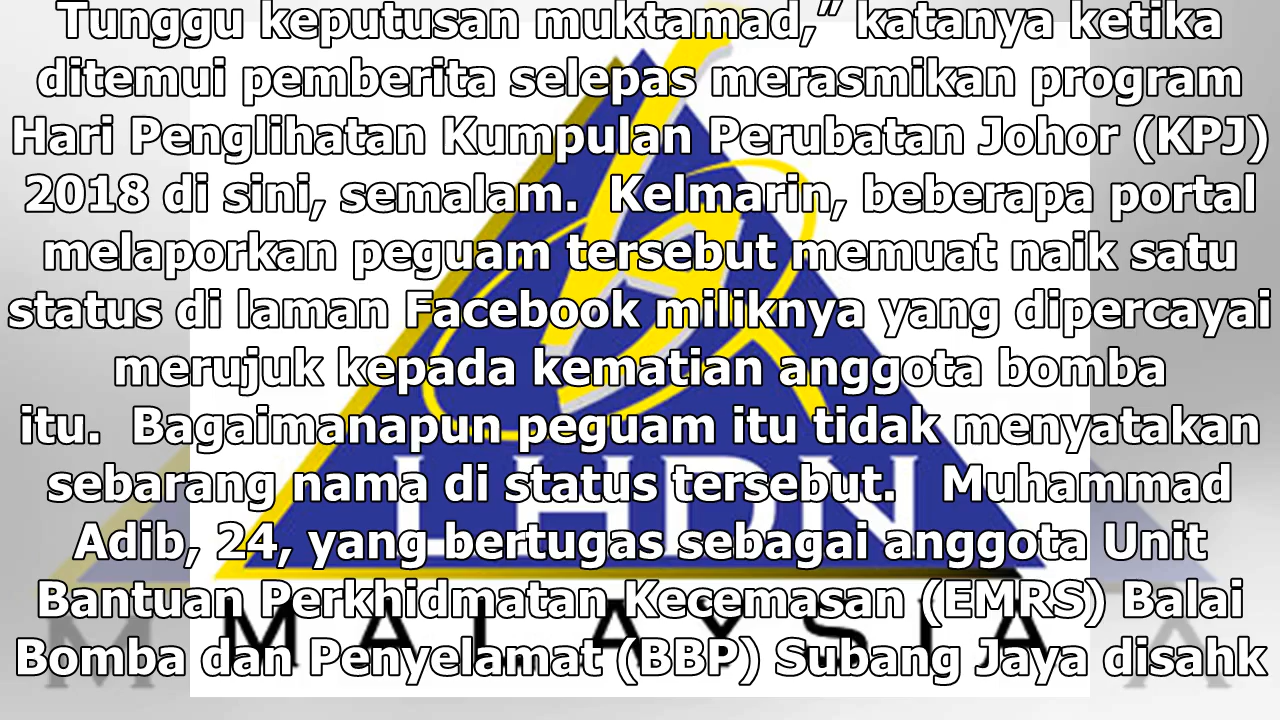 Tunggu keputusan muktamad,” katanya ketika
ditemui pemberita selepas merasmikan program
Hari Penglihatan Kumpulan Perubatan Johor (KPJ)
2018 di sini, semalam. Kelmarin, beberapa portal
melaporkan peguam tersebut memuat naik satu
status di laman Facebook miliknya yang dipercayai
merujuk kepada kematian anggota bomba
itu. Bagaimanapun peguam itu tidak menyatakan
sebarang nama di status tersebut. Muhammad
Adib, 24, yang bertugas sebagai anggota Unit
Bantuan Perkhidmatan Kecemasan (EMRS) Balai
Bomba dan Penyelamat (BBP) Subang Jaya disahk
LHDN
MALAYSIA